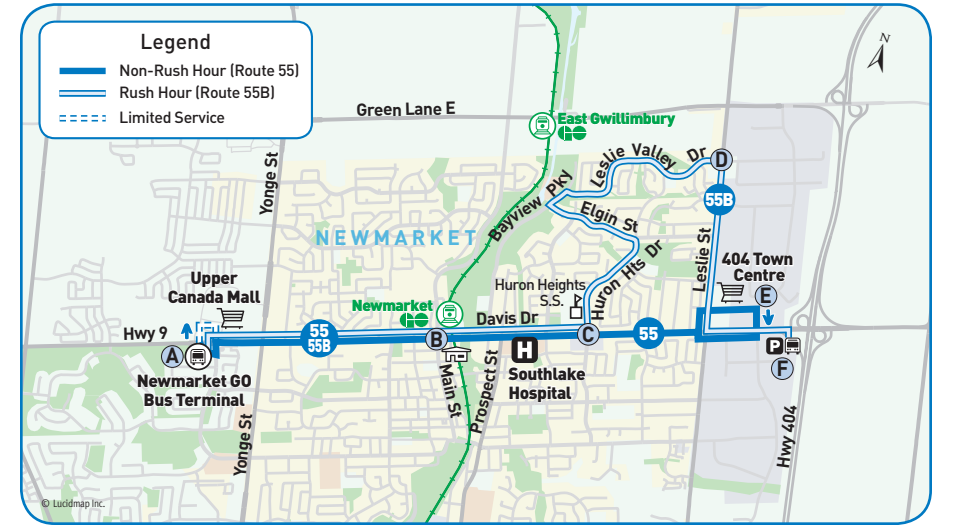 Legend
Non-Rush Hour (Route 55)
Rush Hour (Route 55B)
Limited Service
N
Green Lane E
East Gwillimbury
GO
Yonge St
Leslie Valley Dr
D
55B
Bayview Pky
Elgin St
NEWMARKET
Huron Hts Dr
Leslie St
404 Town
Centre
E
Upper
Canada Mall
Huron Heights
S.S.
Newmarket
GO
Hwy 9
55
55B
Davis Dr
B
C
55
A
H
P
F
Newmarket GO
Bus Terminal
Main St
Prospect St
Southlake
Hospital
Yonge St
Hwy 404
© Lucidmap Inc.